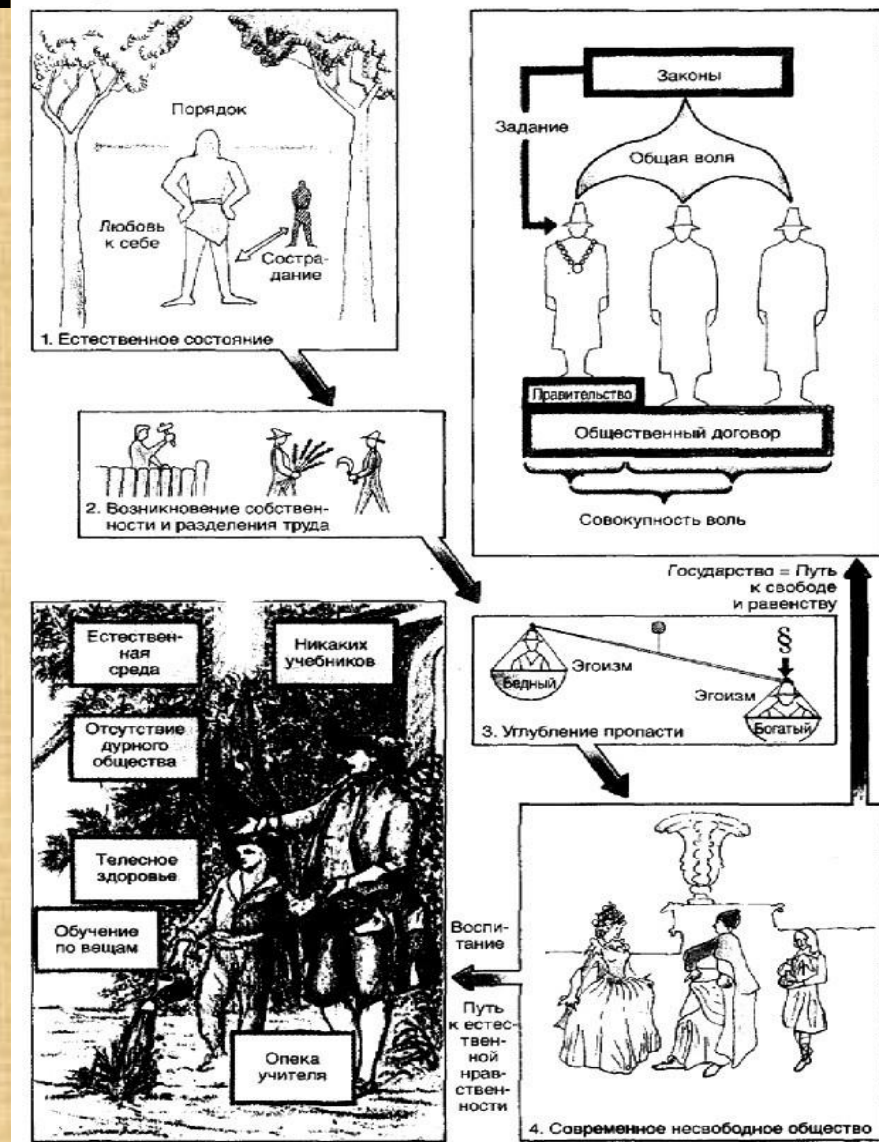 Порядок
Любовь
к себе
Состра-
дание
1. Естественное состояние
2. Возникновение собствен-
ности и разделения труда
§
Эгоизм
Бедный
Эгоизм
Богатый
3. Углубление пропасти
4. Современное несвободное общество
Государство = Путь
к свободе
и равенству
Законы
Задание
Общая воля
Правительство
Общественный договор
Совокупность воль
Воспи-
тание
Путь
к естес-
твен-
ной
нрав-
ствен-
ности
Естествен-
ная
среда
Никаких
учебников
Отсутствие
дурного
общества
Телесное
здоровье
Обучение
по вещам
Опека
учителя